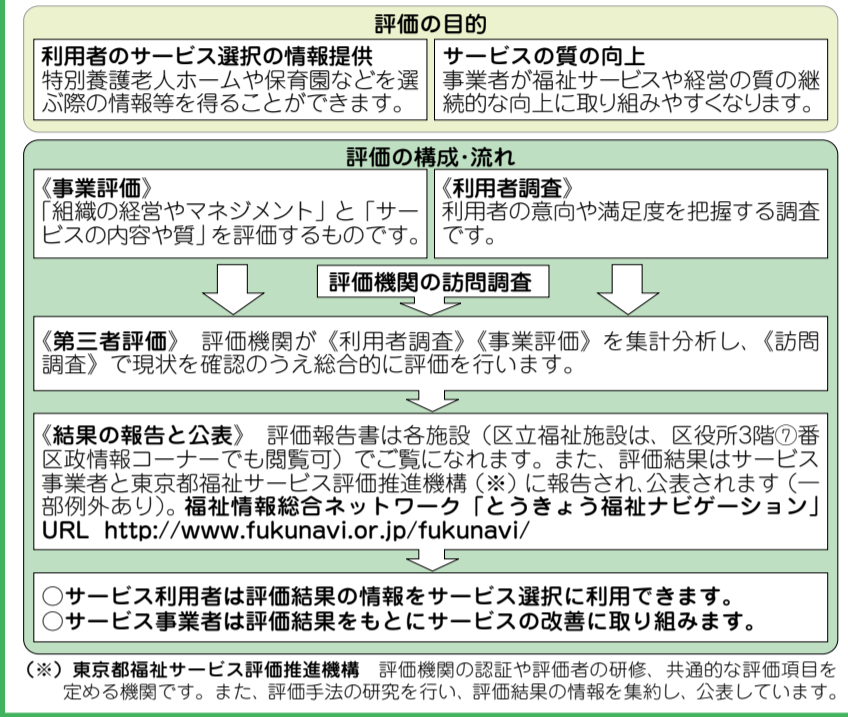 評価の目的
利用者のサービス選択の情報提供
特別養護老人ホームや保育園などを選
ぶ際の情報等を得ることができます。
サービスの質の向上
事業者が福祉サービスや経営の質の継
続的な向上に取り組みやすくなります。
評価の構成・流れ
《事業評価》
「組織の経営やマネジメント」と「サー
ビスの内容や質」を評価するものです。
《利用者調査》
利用者の意向や満足度を把握する調査
です。
評価機関の訪問調査
《第三者評価》 評価機関が《利用者調査》《事業評価》を集計分析し、《訪問
調査》で現状を確認のうえ総合的に評価を行います。
《結果の報告と公表》 評価報告書は各施設（区立福祉施設は、区役所3階⑦番
区政情報コーナーでも閲覧可）でご覧になれます。また、評価結果はサービス
事業者と東京都福祉サービス評価推進機構（※）に報告され、公表されます（一
部例外あり）。福祉情報総合ネットワーク「とうきょう福祉ナビゲーション」
URL http://www.fukunavi.or.jp/fukunavi/
○サービス利用者は評価結果の情報をサービス選択に利用できます。
○サービス事業者は評価結果をもとにサービスの改善に取り組みます。
（※）東京都福祉サービス評価推進機構 評価機関の認証や評価者の研修、共通的な評価項目を
定める機関です。また、評価手法の研究を行い、評価結果の情報を集約し、公表しています。